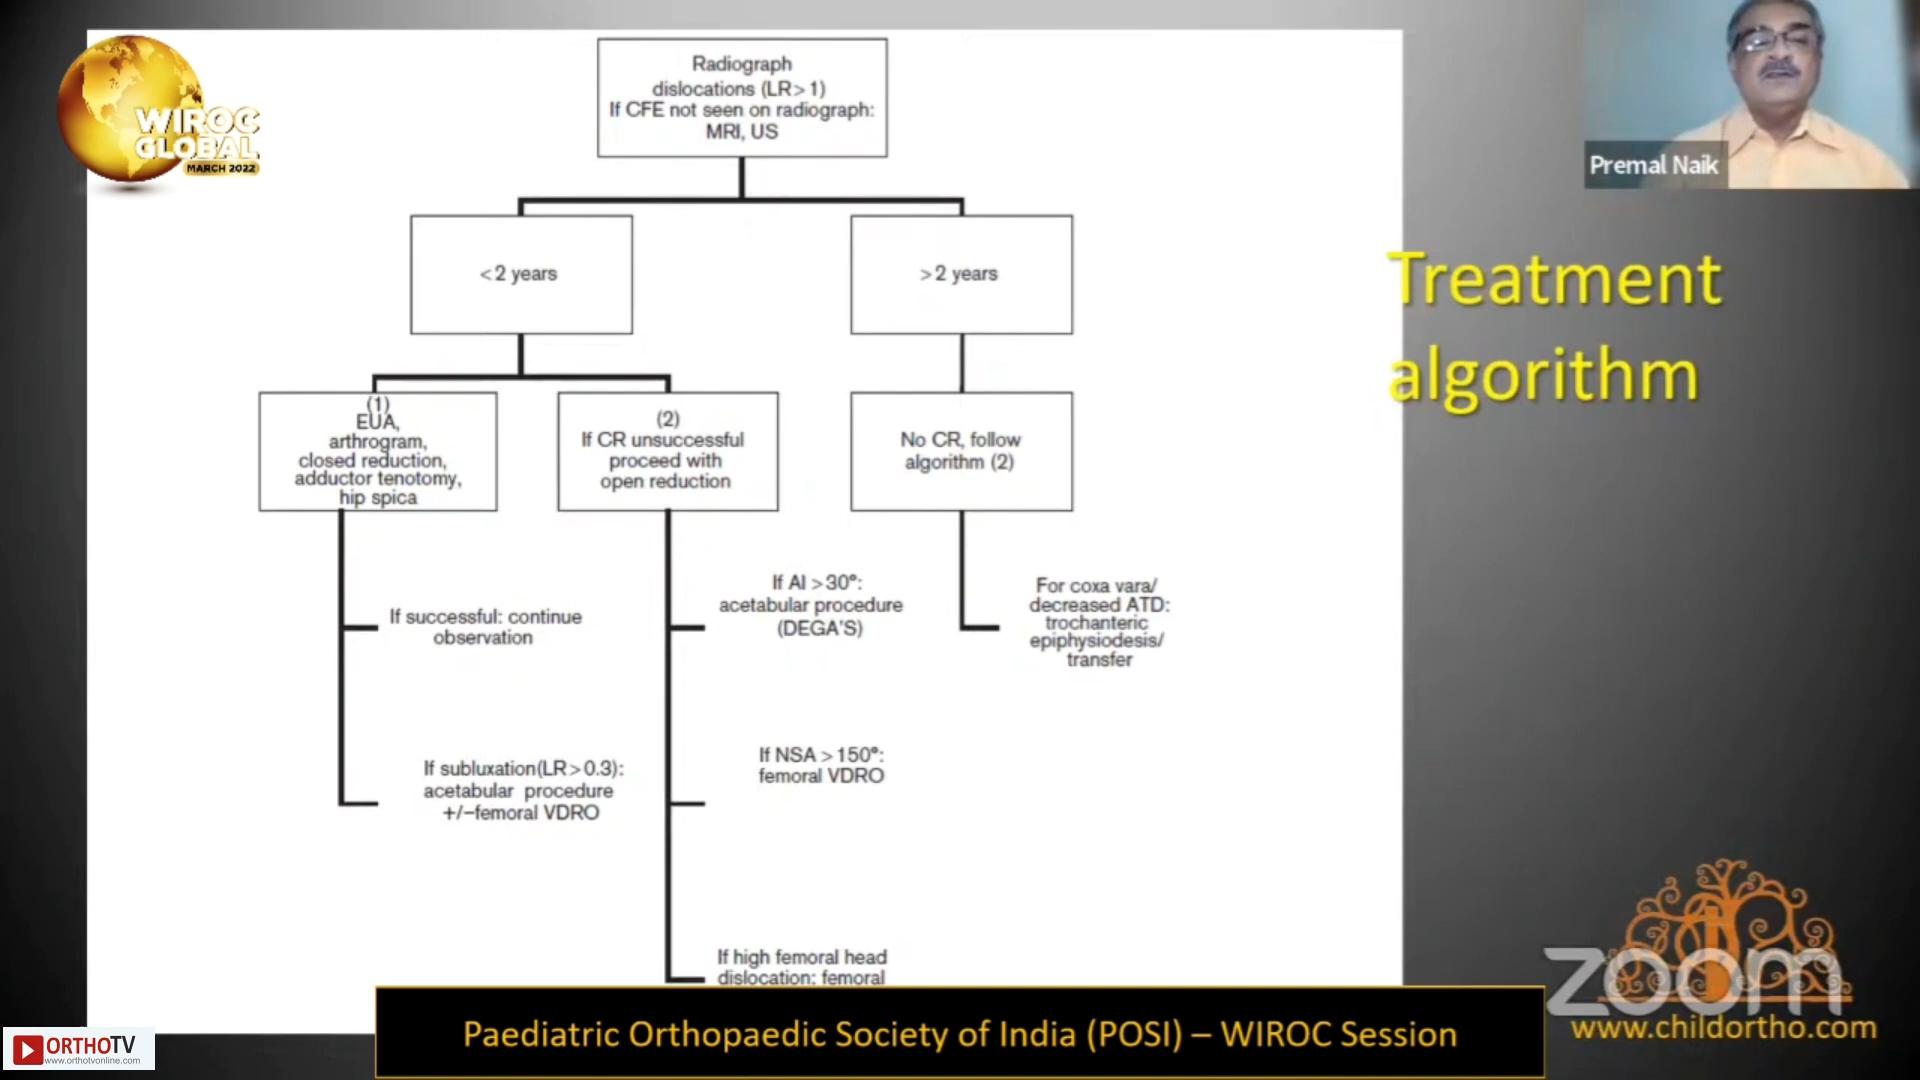 WIROC
GLOBAL
MARCH 2022
Radiograph
dislocations (LR>1)
If CFE not seen on radiograph:
MRI, US
<2 years
>2 years
(1)
EUA,
arthrogram,
closed reduction,
adductor tenotomy,
hip spica
(2)
If CR unsuccessful
proceed with
open reduction
No CR, follow
algorithm (2)
If successful: continue
observation
If AI >30°:
acetabular procedure
(DEGA'S)
For coxa vara/
decreased ATD:
trochanteric
epiphysiodesis/
transfer
If subluxation(LR>0.3):
acetabular procedure
+/−femoral VDRO
If NSA >150°:
femoral VDRO
If high femoral head
dislocation: femoral
Premal Naik
Treatment
algorithm
zoom
www.childortho.com
Paediatric Orthopaedic Society of India (POSI) – WIROC Session
ORTHOTV
www.orthotvonline.com